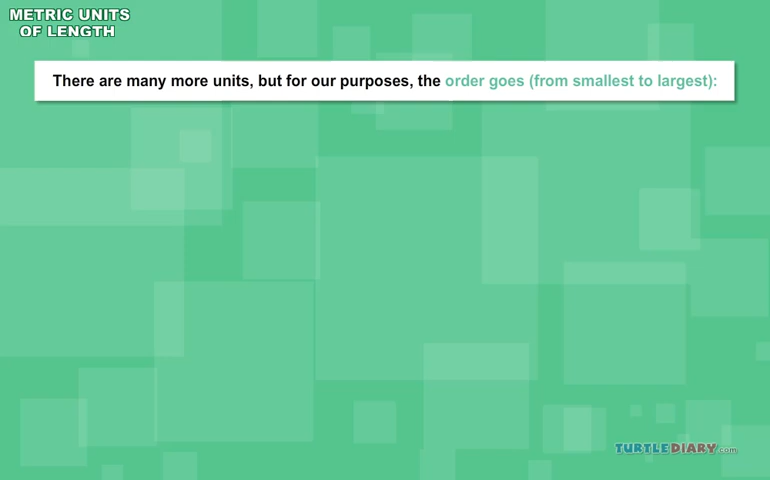 METRIC UNITS
OF LENGTH
There are many more units, but for our purposes, the order goes (from smallest to largest):
TURTLEDIARY.com